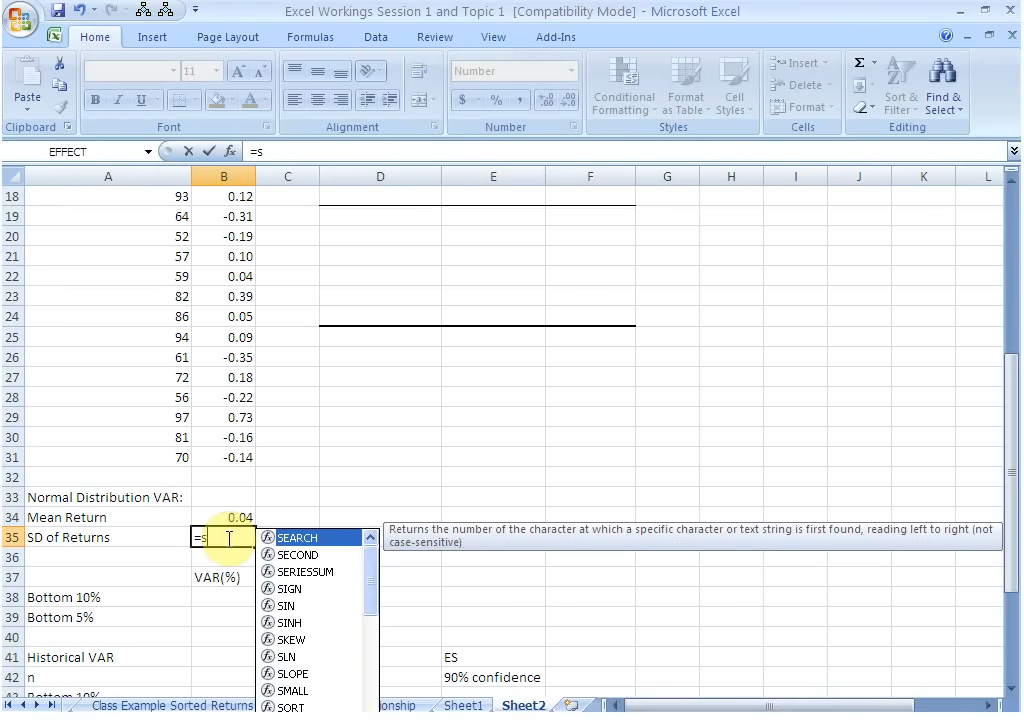 Excel Workings Session 1 and Topic 1 [Compatibility Mode] - Microsoft Excel
Home Insert Page Layout Formulas Data Review View Add-Ins
11 Number Insert Σ
Paste B I U $ % , Conditional Formatting Format as Table Cell Styles Delete Format Sort & Filter Find & Select
Clipboard Font Alignment Number Styles Cells Editing
EFFECT fx =s
A B C D E F G H I J K L
18 93 0.12
19 64 -0.31
20 52 -0.19
21 57 0.10
22 59 0.04
23 82 0.39
24 86 0.05
25 94 0.09
26 61 -0.35
27 72 0.18
28 56 -0.22
29 97 0.73
30 81 -0.16
31 70 -0.14
32
33 Normal Distribution VAR:
34 Mean Return 0.04
35 SD of Returns =s
36
37 VAR(%)
38 Bottom 10%
39 Bottom 5%
40
41 Historical VAR ES
42 n 90% confidence
43 Bottom 10%
SEARCH
SECOND
SERIESSUM
SIGN
SIN
SINH
SKEW
SLN
SLOPE
SMALL
SORT
Returns the number of the character at which a specific character or text string is first found, reading left to right (not
case-sensitive)
Class Example Sorted Returns onship Sheet1 Sheet2